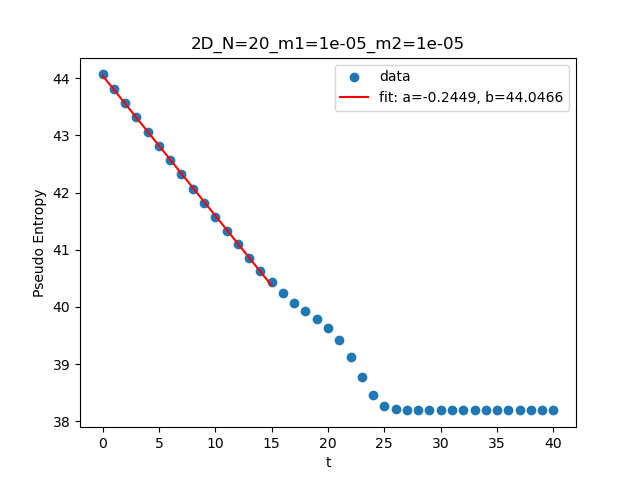 2D_N=20_m1=1e-05_m2=1e-05
data
fit: a=-0.2449, b=44.0466
Pseudo Entropy
44
43
42
41
40
39
38
0 5 10 15 20 25 30 35 40
t